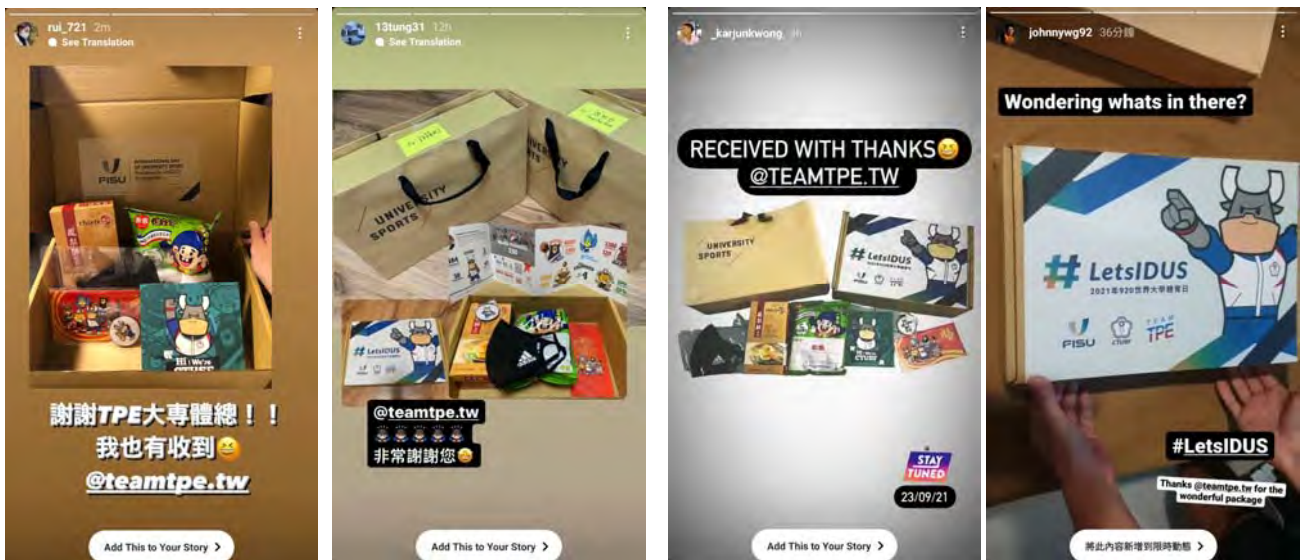 rui_721 2m
See Translation
FISU
謝謝TPE大專體總！！
我也有收到😆
@teamtpe.tw
Add This to Your Story >
13tung31 12h
See Translation
UNIVERSITY
SPORTS
#LetsIDUS
@teamtpe.tw
非常謝謝您🤩
Add This to Your Story >
_karjunkwong_
RECEIVED WITH THANKS😆
@TEAMTPE.TW
UNIVERSITY
SPORTS
#LetsIDUS
STAY
TUNED
23/09/21
Add This to Your Story >
johnnywg92 36分鐘
Wondering whats in there?
# LetsIDUS
2021年920世界大學體育日
FISU
CTUSF
TEAM
TPE
#LetsIDUS
Thanks @teamtpe.tw for the
wonderful package
將此內容新增到限時動態 >